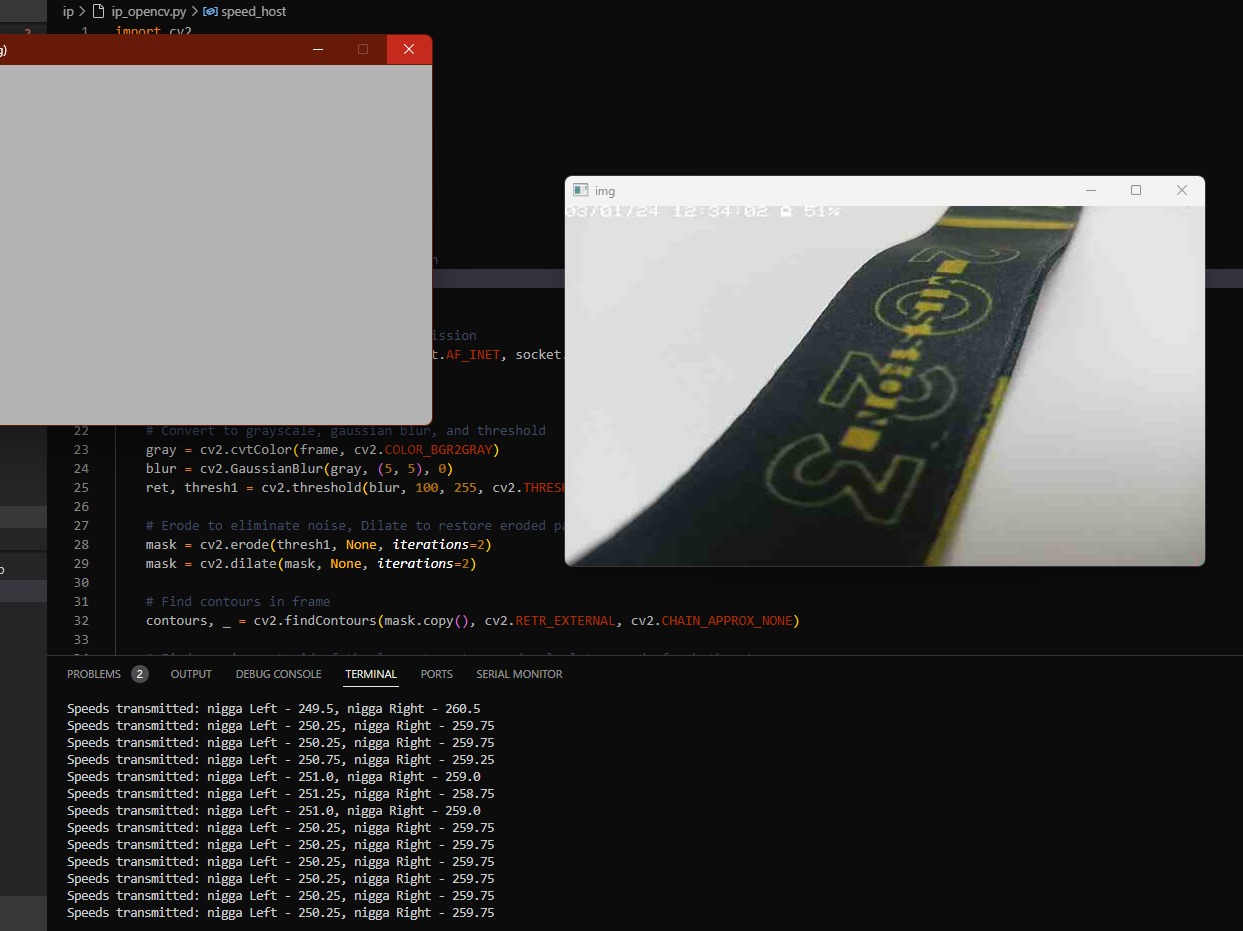 ip > ip_opencv.py > speed_host
1 import cv2
g)
2
img
03/01/24 12:34:02 51%
ission
t.AF_INET, socket.
22 # Convert to grayscale, gaussian blur, and threshold
23 gray = cv2.cvtColor(frame, cv2.COLOR_BGR2GRAY)
24 blur = cv2.GaussianBlur(gray, (5, 5), 0)
25 ret, thresh1 = cv2.threshold(blur, 100, 255, cv2.THRES
26
27 # Erode to eliminate noise, Dilate to restore eroded pa
28 mask = cv2.erode(thresh1, None, iterations=2)
29 mask = cv2.dilate(mask, None, iterations=2)
30
31 # Find contours in frame
32 contours, _ = cv2.findContours(mask.copy(), cv2.RETR_EXTERNAL, cv2.CHAIN_APPROX_NONE)
33
PROBLEMS 2 OUTPUT DEBUG CONSOLE TERMINAL PORTS SERIAL MONITOR
Speeds transmitted: nigga Left - 249.5, nigga Right - 260.5
Speeds transmitted: nigga Left - 250.25, nigga Right - 259.75
Speeds transmitted: nigga Left - 250.25, nigga Right - 259.75
Speeds transmitted: nigga Left - 250.75, nigga Right - 259.25
Speeds transmitted: nigga Left - 251.0, nigga Right - 259.0
Speeds transmitted: nigga Left - 251.25, nigga Right - 258.75
Speeds transmitted: nigga Left - 251.0, nigga Right - 259.0
Speeds transmitted: nigga Left - 250.25, nigga Right - 259.75
Speeds transmitted: nigga Left - 250.25, nigga Right - 259.75
Speeds transmitted: nigga Left - 250.25, nigga Right - 259.75
Speeds transmitted: nigga Left - 250.25, nigga Right - 259.75
Speeds transmitted: nigga Left - 250.25, nigga Right - 259.75
Speeds transmitted: nigga Left - 250.25, nigga Right - 259.75